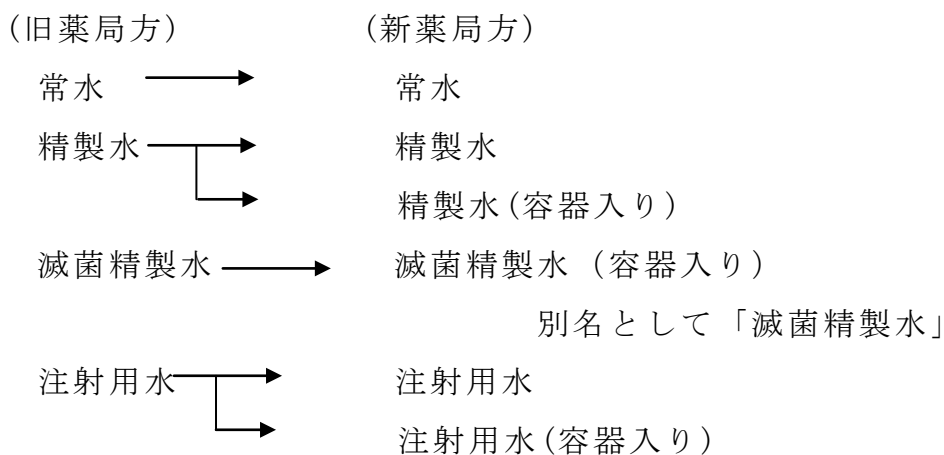 (旧薬局方) (新薬局方)
常水 常水
精製水 精製水
精製水(容器入り)
滅菌精製水 滅菌精製水 (容器入り)
別名として「滅菌精製水」
注射用水 注射用水
注射用水(容器入り)